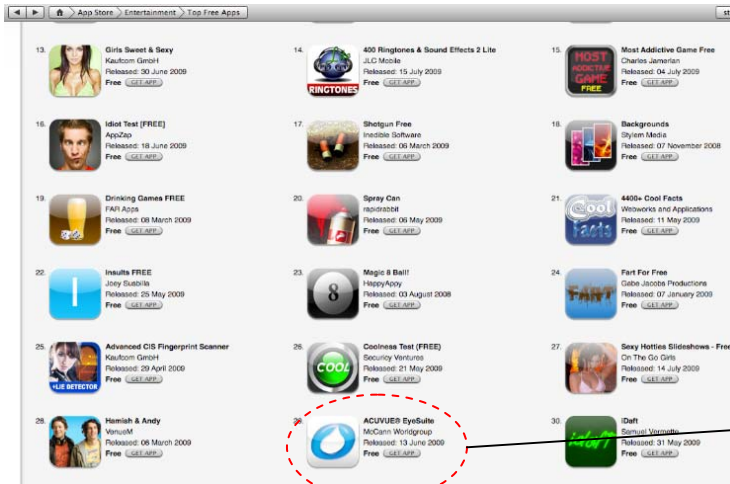 App Store Entertainment Top Free Apps
13. Girls Sweet & Sexy
Kaufcom GmbH
Released: 30 June 2009
Free GET APP
14. 400 Ringtones & Sound Effects 2 Lite
JLC Mobile
Released: 15 July 2009
Free GET APP
RINGTONES
15. Most Addictive Game Free
Charles Jamerlan
Released: 04 July 2009
Free GET APP
MOST
ADDICTIVE
GAME
FREE
16. Idiot Test [FREE]
AppZap
Released: 18 June 2009
Free GET APP
17. Shotgun Free
Inedible Software
Released: 06 March 2009
Free GET APP
18. Backgrounds
Stylem Media
Released: 07 November 2008
Free GET APP
19. Drinking Games FREE
FAR Apps
Released: 08 March 2009
Free GET APP
20. Spray Can
rapidrabbit
Released: 06 May 2009
Free GET APP
21. 4400+ Cool Facts
Webworks and Applications
Released: 11 May 2009
Free GET APP
Cool
Facts
22. Insults FREE
Joey Susbilla
Released: 25 May 2009
Free GET APP
I
23. Magic 8 Ball!
HappyAppy
Released: 03 August 2008
Free GET APP
8
24. Fart For Free
Gabe Jacobs Productions
Released: 07 January 2009
Free GET APP
FART
25. Advanced CIS Fingerprint Scanner
Kaufcom GmbH
Released: 29 April 2009
Free GET APP
+LIE DETECTOR
26. Coolness Test (FREE)
Securicy Ventures
Released: 21 May 2009
Free GET APP
COOL
27. Sexy Hotties Slideshows - Free
On The Go Girls
Released: 14 July 2009
Free GET APP
28. Hamish & Andy
VenueM
Released: 06 March 2009
Free GET APP
29. ACUVUE® EyeSuite
McCann Worldgroup
Released: 13 June 2009
Free GET APP
30. iDaft
Samuel Vermette
Released: 31 May 2009
Free GET APP
idaft